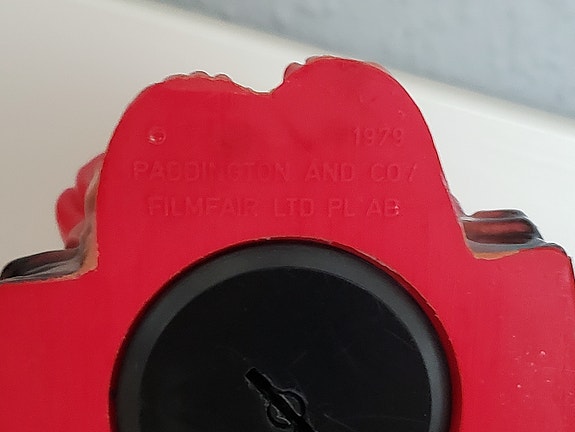 © 1979
PADDINGTON AND CO/
FILMFAIR LTD PL'AB